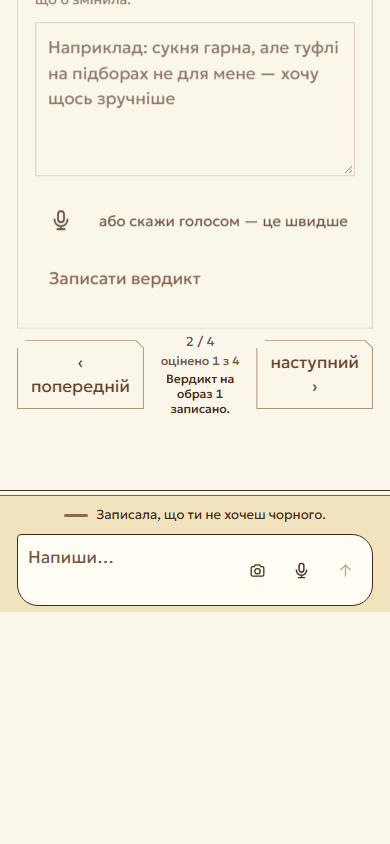 що б змінила.
Наприклад: сукня гарна, але туфлі
на підборах не для мене — хочу
щось зручніше
або скажи голосом — це швидше
Записати вердикт
‹
попередній
2 / 4
оцінено 1 з 4
Вердикт на
образ 1
записано.
наступний
›
Записала, що ти не хочеш чорного.
Напиши...